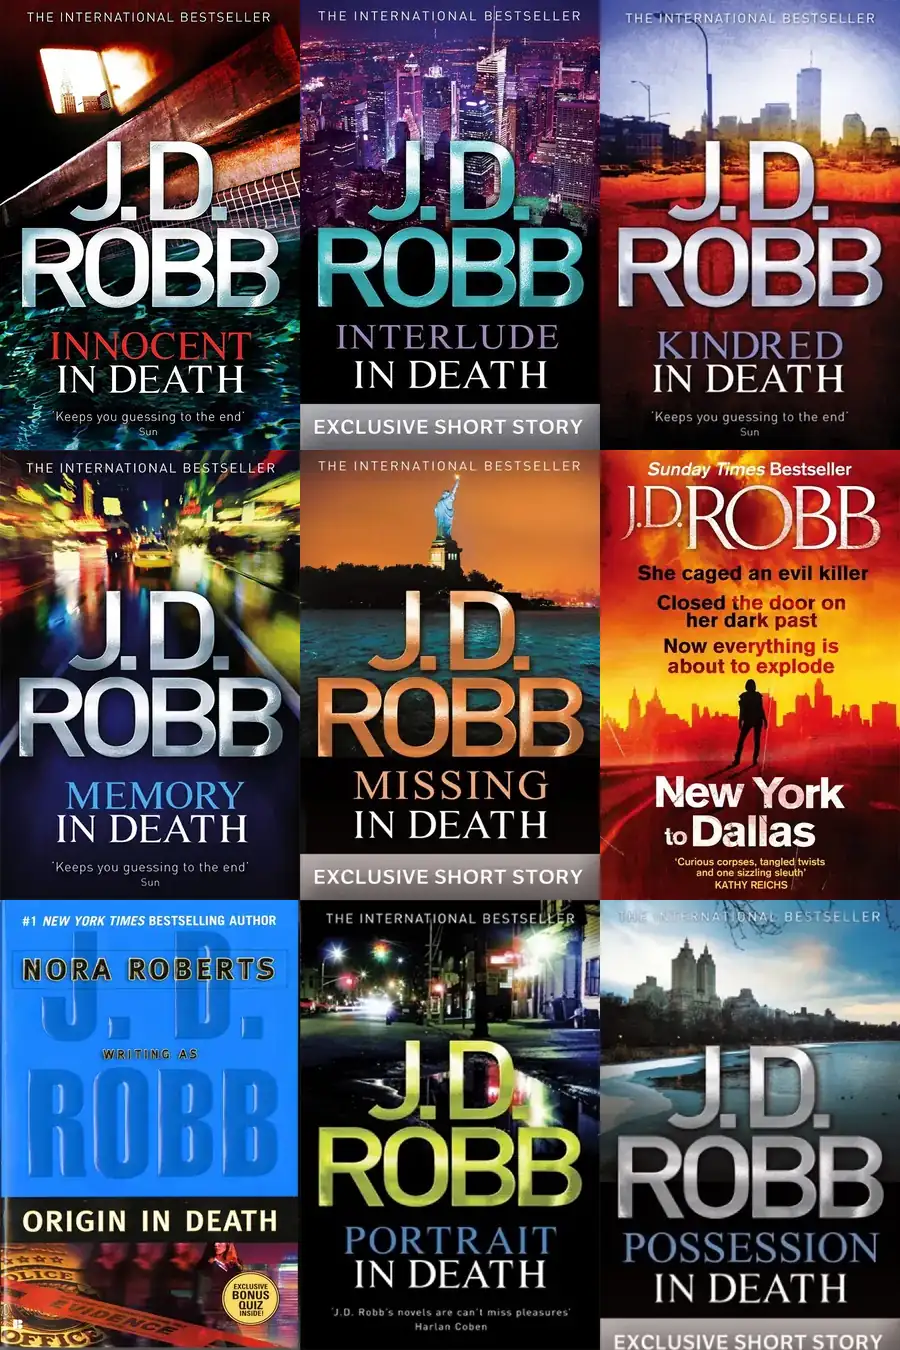 THE INTERNATIONAL BESTSELLER
J.D.
ROBB
INNOCENT
IN DEATH
'Keeps you guessing to the end'
Sun
THE INTERNATIONAL BESTSELLER
J.D.
ROBB
INTERLUDE
IN DEATH
EXCLUSIVE SHORT STORY
THE INTERNATIONAL BESTSELLER
J.D.
ROBB
KINDRED
IN DEATH
'Keeps you guessing to the end'
Sun
THE INTERNATIONAL BESTSELLER
J.D.
ROBB
MEMORY
IN DEATH
'Keeps you guessing to the end'
Sun
THE INTERNATIONAL BESTSELLER
J.D.
ROBB
MISSING
IN DEATH
EXCLUSIVE SHORT STORY
Sunday Times Bestseller
J.D.ROBB
She caged an evil killer
Closed the door on
her dark past
Now everything is
about to explode
New York
to Dallas
'Curious corpses, tangled twists
and one sizzling sleuth'
KATHY REICHS
#1 NEW YORK TIMES BESTSELLING AUTHOR
NORA ROBERTS
J. D.
WRITING AS
ROBB
ORIGIN IN DEATH
POLICE
EVIDENCE
OFFICE
EXCLUSIVE
BONUS
QUIZ
INSIDE!
B
THE INTERNATIONAL BESTSELLER
J.D.
ROBB
PORTRAIT
IN DEATH
'J.D. Robb's novels are can't miss pleasures'
Harlan Coben
THE INTERNATIONAL BESTSELLER
J.D.
ROBB
POSSESSION
IN DEATH
EXCLUSIVE SHORT STORY